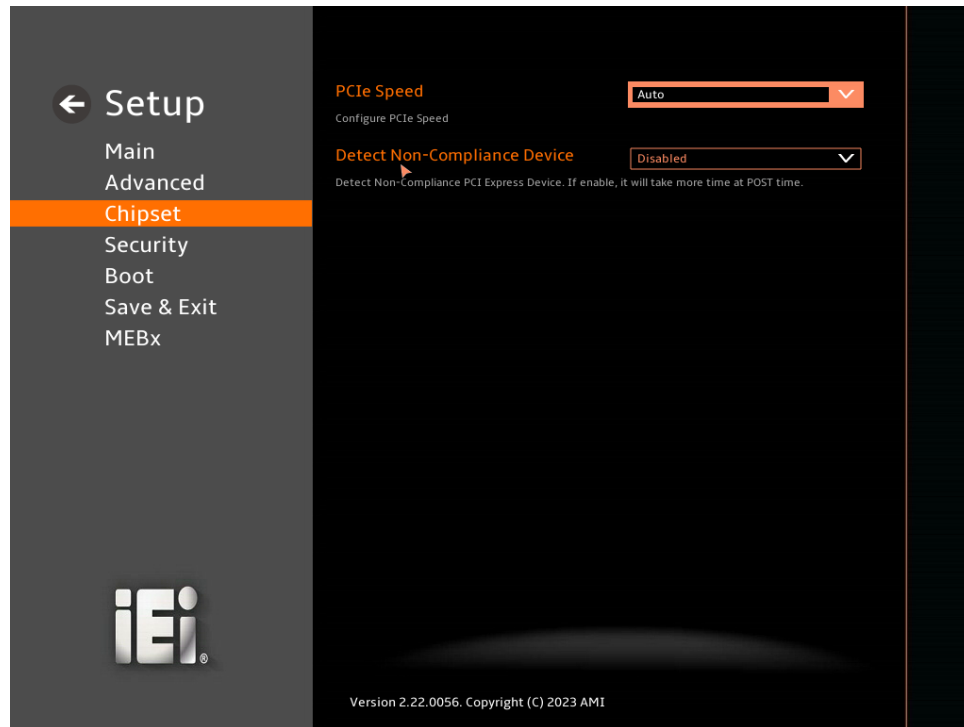 Setup
Main
Advanced
Chipset
Security
Boot
Save & Exit
MEBx
iEi®
PCIe Speed
Auto
Configure PCIe Speed
Detect Non-Compliance Device
Disabled
Detect Non-Compliance PCI Express Device. If enable, it will take more time at POST time.
Version 2.22.0056. Copyright (C) 2023 AMI